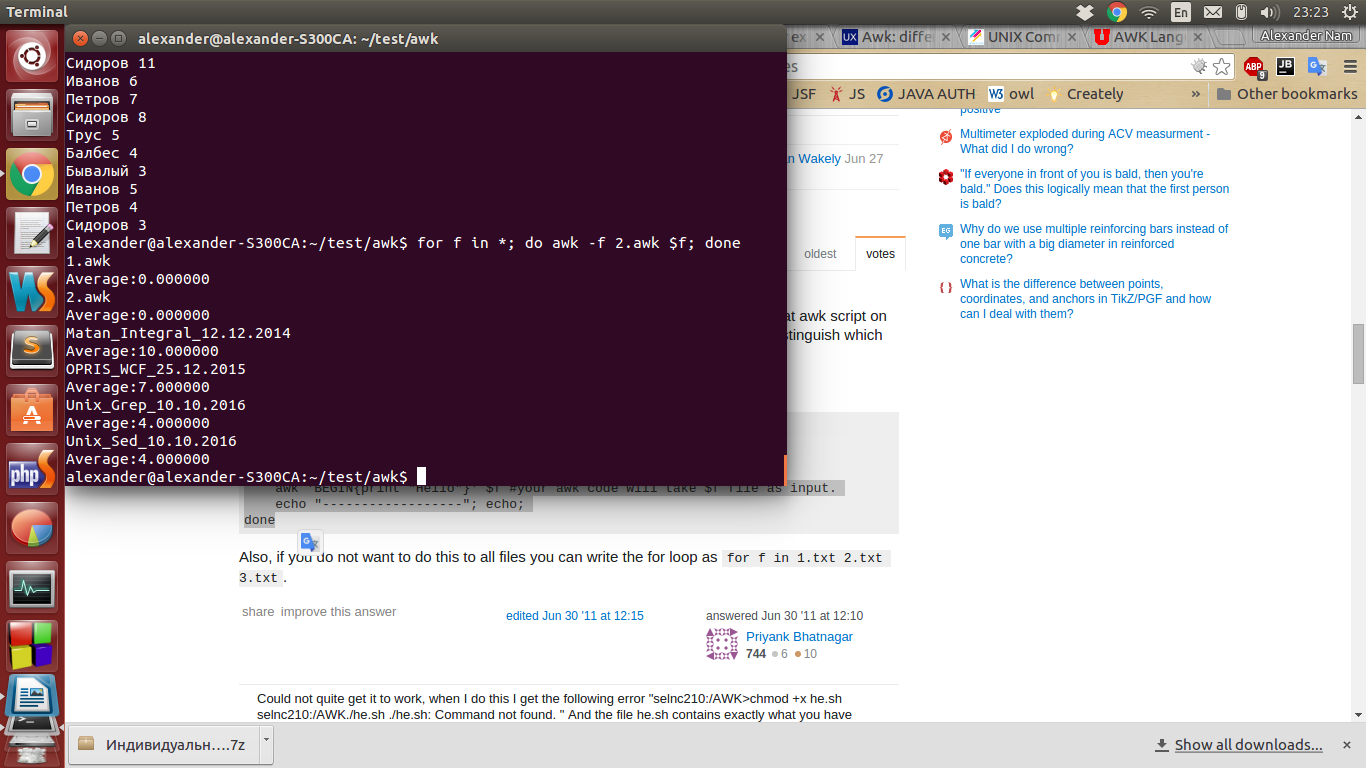 Terminal
En
23:23
alexander@alexander-S300CA: ~/test/awk
ex
Awk: diffe
UNIX Com
AWK Lang
Alexander Nam
es
ABP
9
JB
JSF
JS
JAVA AUTH
owl
Creately
»
Other bookmarks
Сидоров 11
Иванов 6
Петров 7
Сидоров 8
Трус 5
Балбес 4
Бывалый 3
Иванов 5
Петров 4
Сидоров 3
alexander@alexander-S300CA:~/test/awk$ for f in *; do awk -f 2.awk $f; done
1.awk
Average:0.000000
2.awk
Average:0.000000
Matan_Integral_12.12.2014
Average:10.000000
OPRIS_WCF_25.12.2015
Average:7.000000
Unix_Grep_10.10.2016
Average:4.000000
Unix_Sed_10.10.2016
Average:4.000000
alexander@alexander-S300CA:~/test/awk$
n Wakely Jun 27
oldest votes
at awk script on
stinguish which
awk 'BEGIN{print "Hello"}' $f #your awk code will take $f file as input.
echo "------------------"; echo;
done
Also, if you do not want to do this to all files you can write the for loop as for f in 1.txt 2.txt
3.txt .
share improve this answer
edited Jun 30 '11 at 12:15
answered Jun 30 '11 at 12:10
Priyank Bhatnagar
744 6 10
Could not quite get it to work, when I do this I get the following error "selnc210:/AWK>chmod +x he.sh
selnc210:/AWK./he.sh ./he.sh: Command not found. " And the file he.sh contains exactly what you have
positive
Multimeter exploded during ACV measurment -
What did I do wrong?
"If everyone in front of you is bald, then you're
bald." Does this logically mean that the first person
is bald?
Why do we use multiple reinforcing bars instead of
one bar with a big diameter in reinforced
concrete?
What is the difference between points,
coordinates, and anchors in TikZ/PGF and how
can I deal with them?
Индивидуальн….7z
Show all downloads...